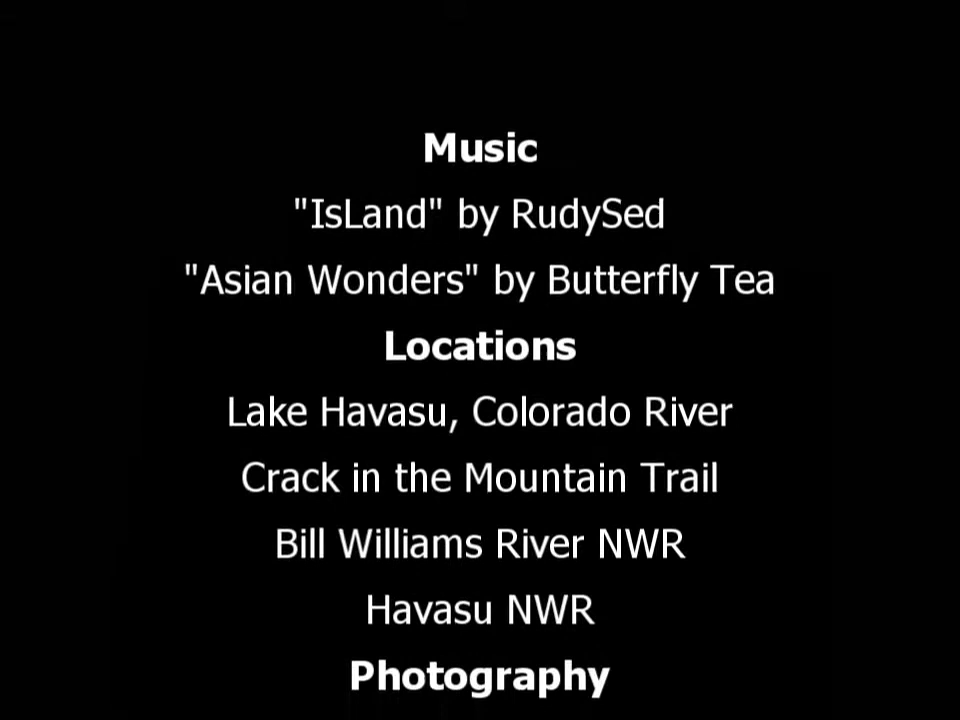 Music
"IsLand" by RudySed
"Asian Wonders" by Butterfly Tea
Locations
Lake Havasu, Colorado River
Crack in the Mountain Trail
Bill Williams River NWR
Havasu NWR
Photography